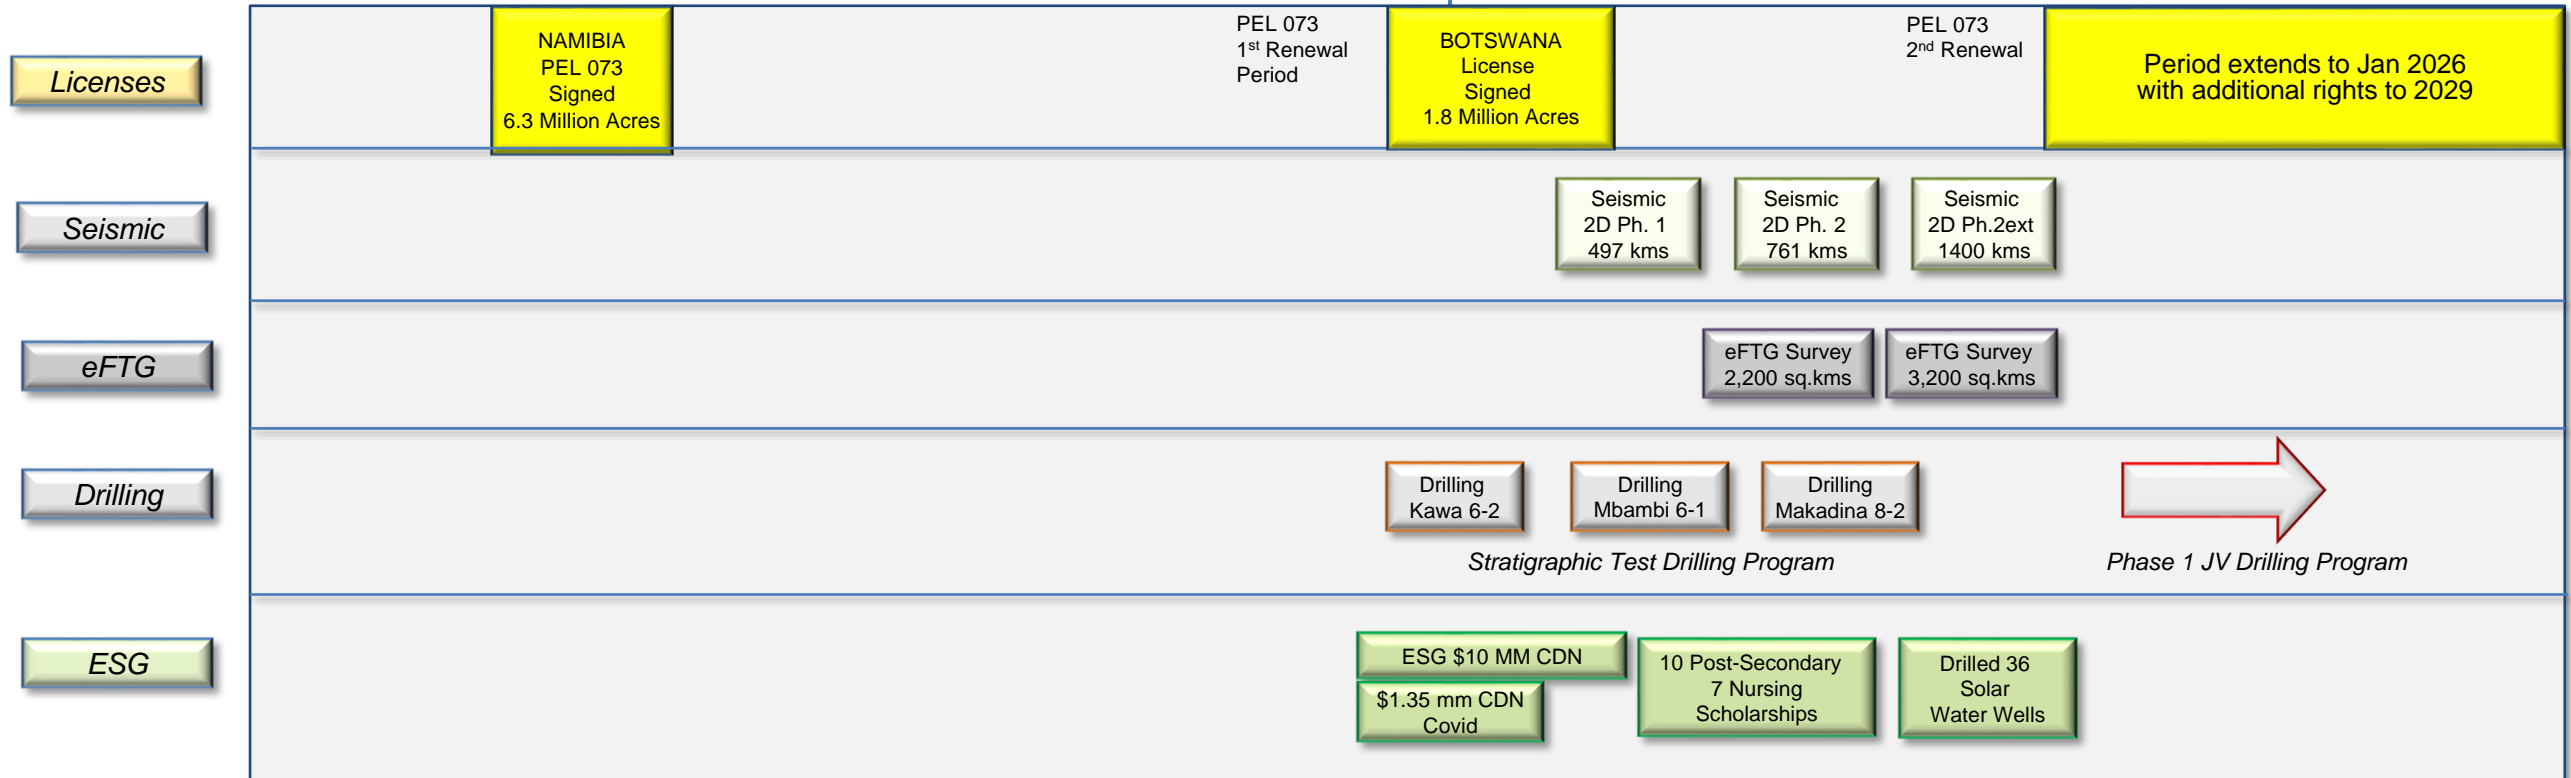 Licenses
NAMIBIA
PEL 073
Signed
6.3 Million Acres
PEL 073
1st Renewal
Period
BOTSWANA
License
Signed
1.8 Million Acres
PEL 073
2nd Renewal
Period extends to Jan 2026
with additional rights to 2029
Seismic
Seismic
2D Ph. 1
497 kms
Seismic
2D Ph. 2
761 kms
Seismic
2D Ph.2ext
1400 kms
eFTG
eFTG Survey
2,200 sq.kms
eFTG Survey
3,200 sq.kms
Drilling
Drilling
Kawa 6-2
Drilling
Mbambi 6-1
Drilling
Makadina 8-2
Stratigraphic Test Drilling Program
Phase 1 JV Drilling Program
ESG
ESG $10 MM CDN
$1.35 mm CDN
Covid
10 Post-Secondary
7 Nursing
Scholarships
Drilled 36
Solar
Water Wells